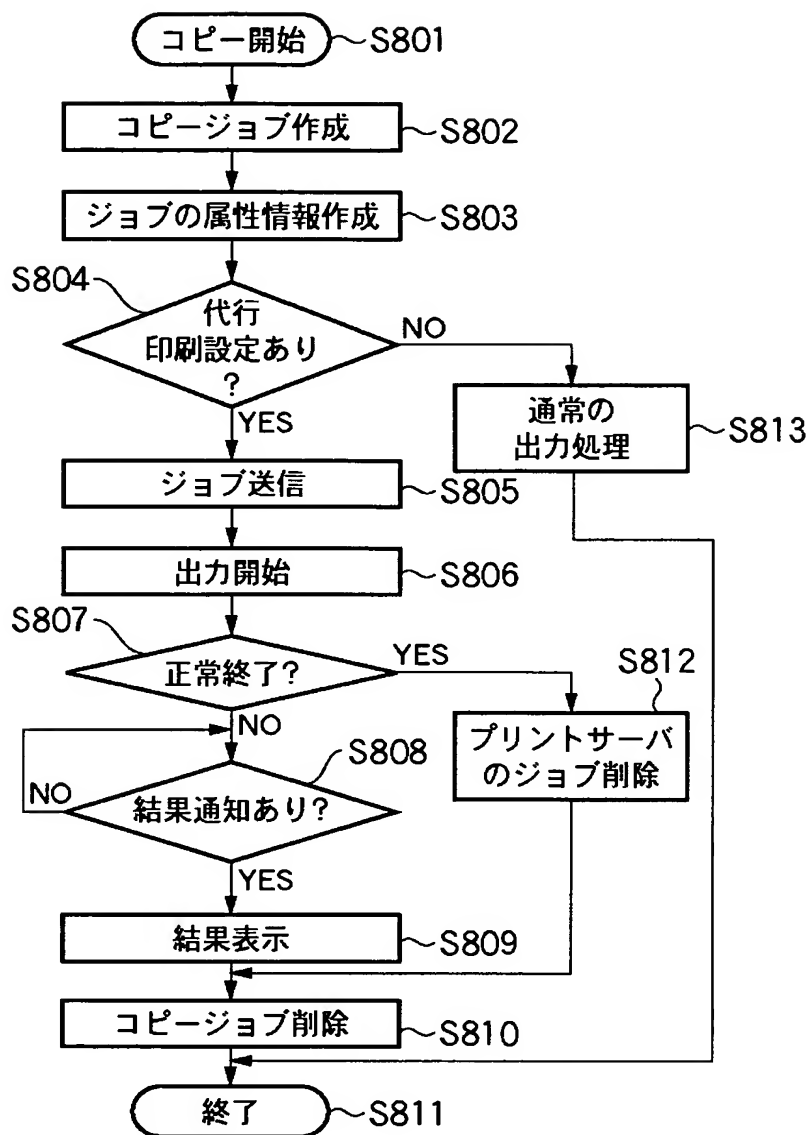 コピー開始
S801
コピージョブ作成
S802
ジョブの属性情報作成
S803
S804
代行
印刷設定あり
?
NO
YES
通常の
出力処理
S813
ジョブ送信
S805
出力開始
S806
S807
正常終了?
YES
NO
S812
プリントサーバ
のジョブ削除
S808
結果通知あり?
NO
YES
結果表示
S809
コピージョブ削除
S810
終了
S811